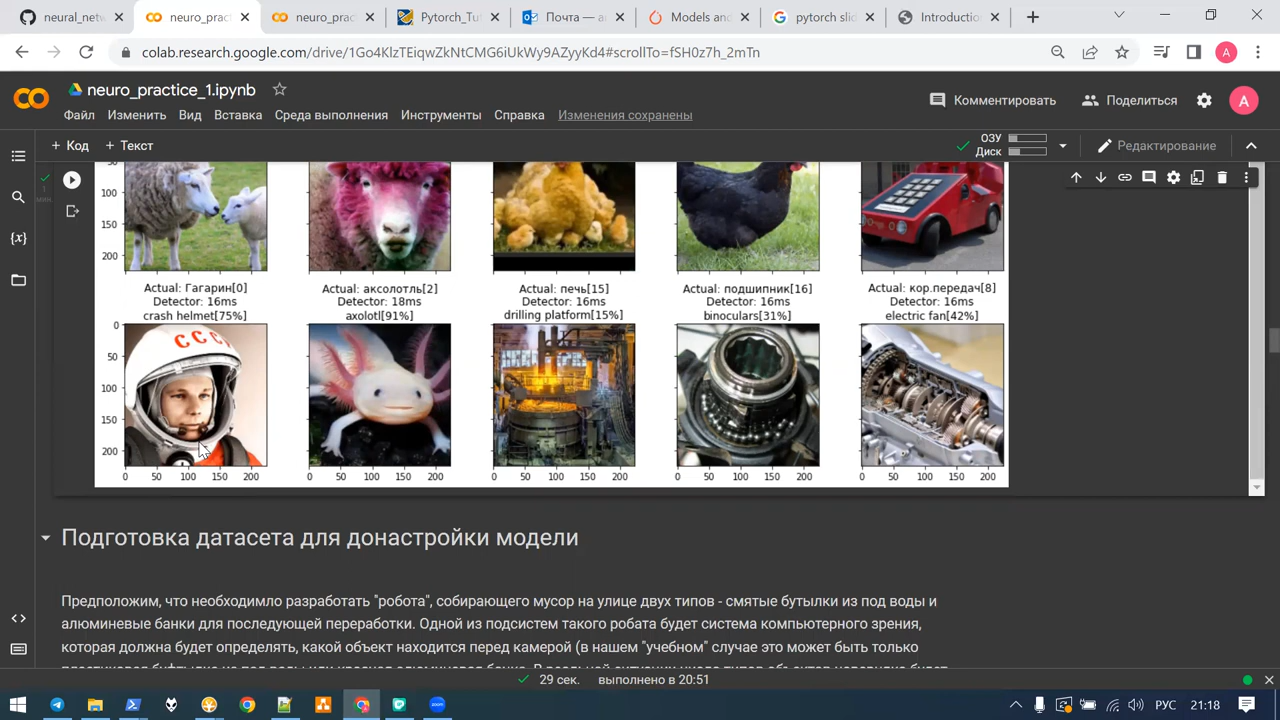 neural_netw
neuro_prac
neuro_prac
Pytorch_Tut
Почта — а
Models and
pytorch slid
Introductio
colab.research.google.com/drive/1Go4KlzTEiqwZkNtCMG6iUkWy9AZyyKd4#scrollTo=fSH0z7h_2mTn
A
neuro_practice_1.ipynb
Комментировать
Поделиться
A
Файл Изменить Вид Вставка Среда выполнения Инструменты Справка Изменения сохранены
+ Код + Текст
ОЗУ
Диск
Редактирование
100
150
200
Actual: Гагарин[0]
Detector: 16ms
crash helmet[75%]
Actual: аксолотль[2]
Detector: 18ms
axolotl[91%]
Actual: печь[15]
Detector: 16ms
drilling platform[15%]
Actual: подшипник[16]
Detector: 16ms
binoculars[31%]
Actual: кор.передач[8]
Detector: 16ms
electric fan[42%]
0
50
100
150
200
СССР
0 50 100 150 200
0 50 100 150 200
0 50 100 150 200
0 50 100 150 200
0 50 100 150 200
Подготовка датасета для донастройки модели
Предположим, что необходимло разработать "робота", собирающего мусор на улице двух типов - смятые бутылки из под воды и
алюминевые банки для последующей переработки. Одной из подсистем такого робата будет система компьютерного зрения,
которая должна будет определять, какой объект находится перед камерой (в нашем "учебном" случае это может быть только
29 сек. выполнено в 20:51
РУС 21:18